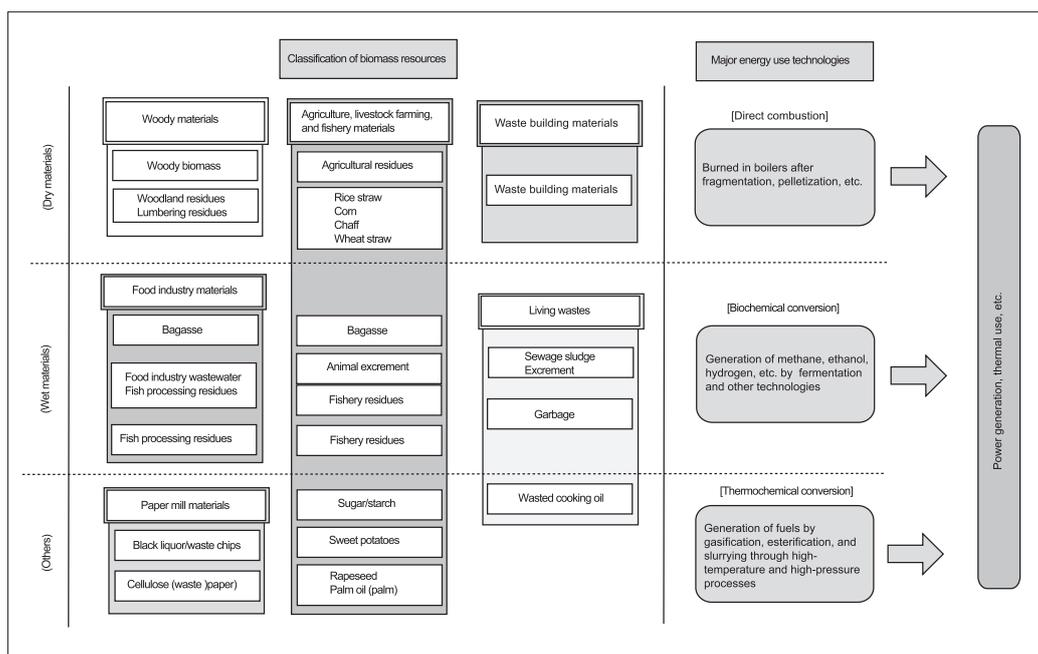 Classification of biomass resources
Major energy use technologies
(Dry materials)
Woody materials
Woody biomass
Woodland residues
Lumbering residues
Agriculture, livestock farming,
and fishery materials
Agricultural residues
Rice straw
Corn
Chaff
Wheat straw
Waste building materials
Waste building materials
[Direct combustion]
Burned in boilers after
fragmentation, pelletization, etc.
(Wet materials)
Food industry materials
Bagasse
Food industry wastewater
Fish processing residues
Fish processing residues
Bagasse
Animal excrement
Fishery residues
Fishery residues
Living wastes
Sewage sludge
Excrement
Garbage
[Biochemical conversion]
Generation of methane, ethanol,
hydrogen, etc. by fermentation
and other technologies
(Others)
Paper mill materials
Black liquor/waste chips
Cellulose (waste )paper)
Sugar/starch
Sweet potatoes
Rapeseed
Palm oil (palm)
Wasted cooking oil
[Thermochemical conversion]
Generation of fuels by
gasification, esterification, and
slurrying through high-
temperature and high-pressure
processes
Power generation, thermal use, etc.